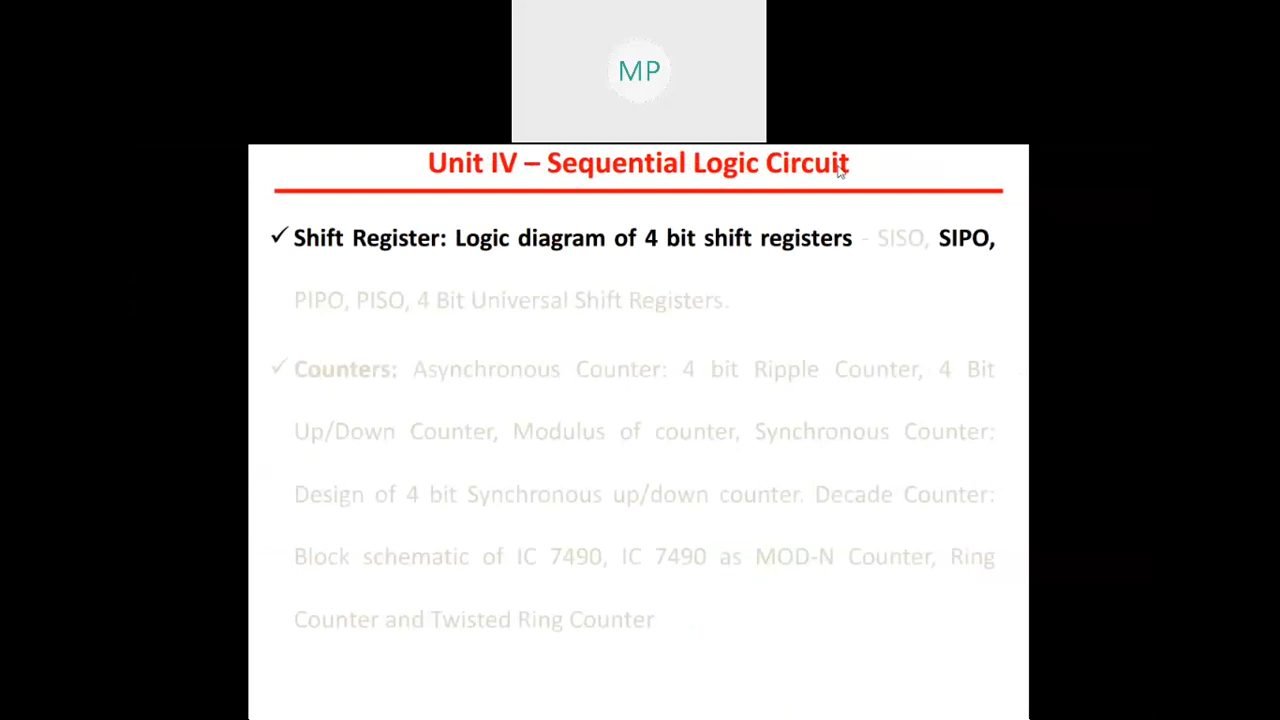 MP
Unit IV – Sequential Logic Circuit
✓ Shift Register: Logic diagram of 4 bit shift registers - SISO, SIPO,
PIPO, PISO, 4 Bit Universal Shift Registers.
✓ Counters: Asynchronous Counter: 4 bit Ripple Counter, 4 Bit
Up/Down Counter, Modulus of counter, Synchronous Counter:
Design of 4 bit Synchronous up/down counter. Decade Counter:
Block schematic of IC 7490, IC 7490 as MOD-N Counter, Ring
Counter and Twisted Ring Counter